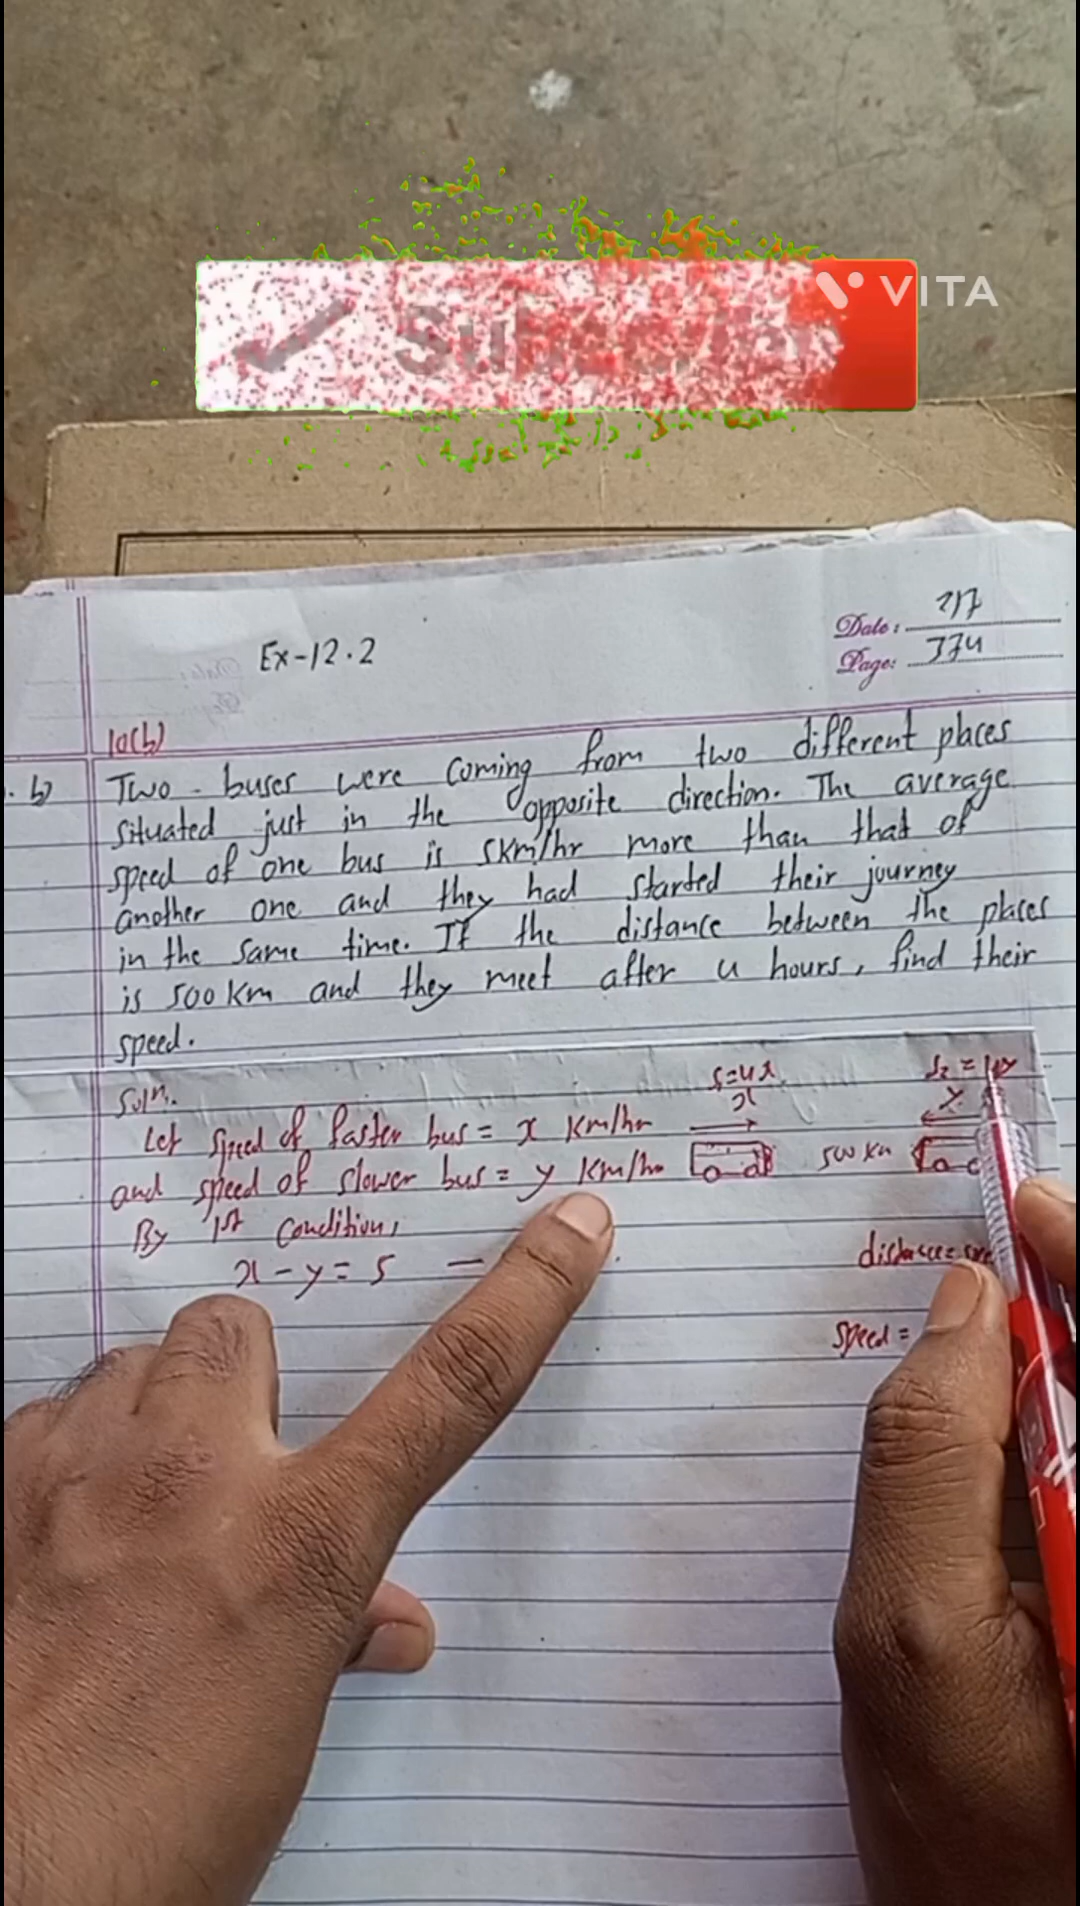 VITA
Date: 217
Page: 374
Ex-12.2
10(b)
. b) Two buses were coming from two different places
situated just in the opposite direction. The average
speed of one bus is 5km/hr more than that of
another one and they had started their journey
in the same time. If the distance between the places
is 500 km and they meet after 4 hours, find their
speed.
Soln. s=4x
x y
Let speed of faster bus = x km/hr
500 km
and speed of slower bus = y km/hr
By 1st condition,
x - y = 5 —
speed =